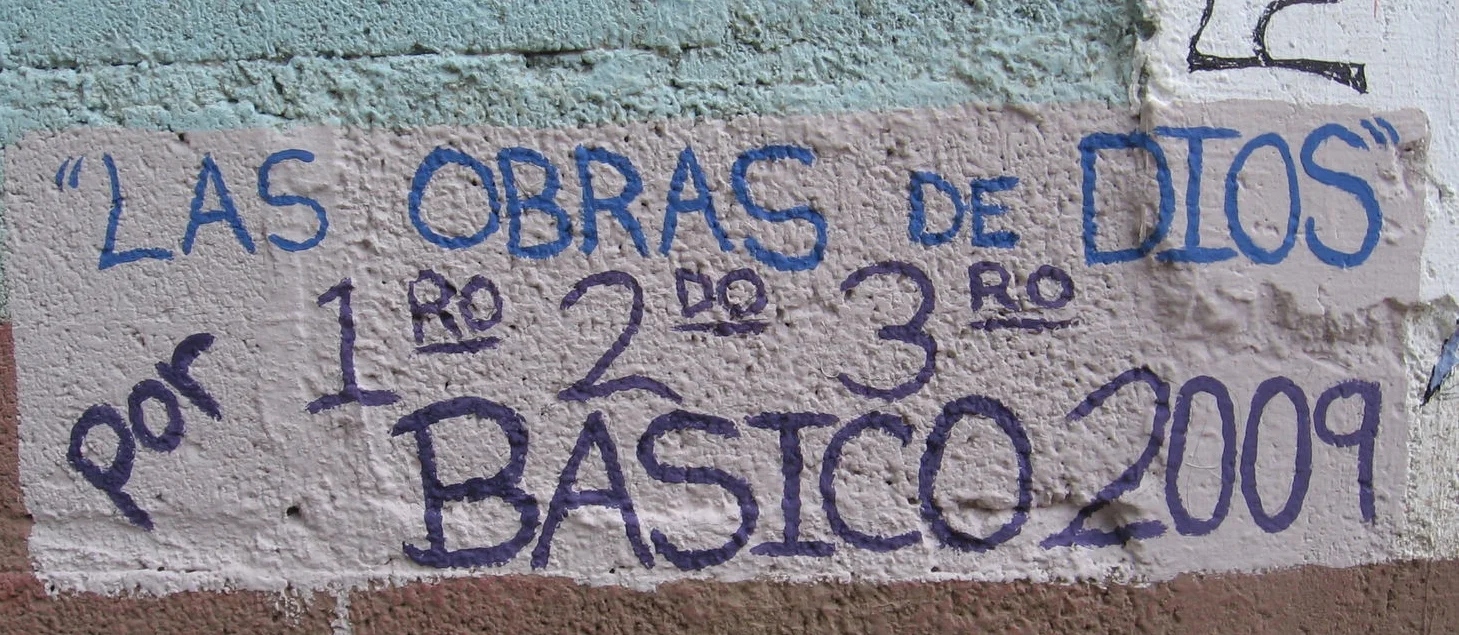 "LAS OBRAS DE DIOS"
por 1RO 2DO 3RO
BASICO 2009